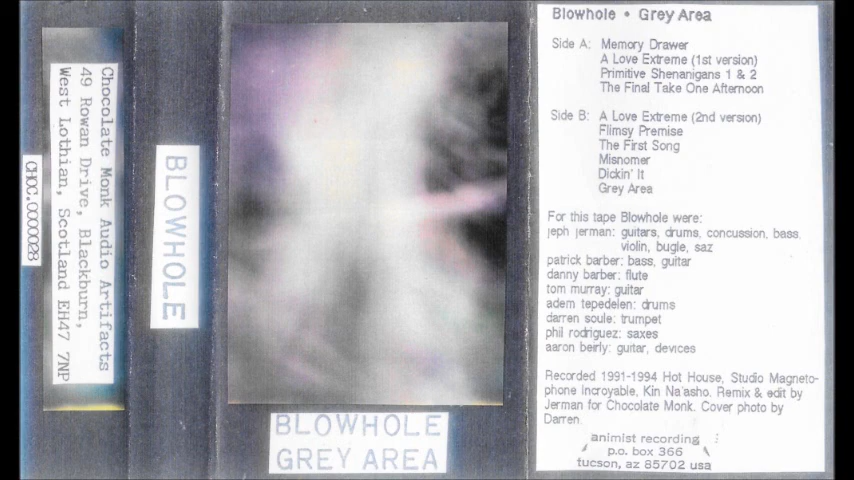 Chocolate Monk Audio Artifacts
49 Rowan Drive, Blackburn,
West Lothian, Scotland EH47 7NP
CHOC.0000028
BLOWHOLE
BLOWHOLE
GREY AREA
Blowhole • Grey Area
Side A: Memory Drawer
A Love Extreme (1st version)
Primitive Shenanigans 1 & 2
The Final Take One Afternoon
Side B: A Love Extreme (2nd version)
Flimsy Premise
The First Song
Misnomer
Dickin' It
Grey Area
For this tape Blowhole were:
jeph jerman: guitars, drums, concussion, bass,
violin, bugle, saz
patrick barber: bass, guitar
danny barber: flute
tom murray: guitar
adem tepedelen: drums
darren soule: trumpet
phil rodriguez: saxes
aaron beirly: guitar, devices
Recorded 1991-1994 Hot House, Studio Magneto-
phone Incroyable, Kin Na'asho. Remix & edit by
Jerman for Chocolate Monk. Cover photo by
Darren.
animist recording
p.o. box 366
tucson, az 85702 usa